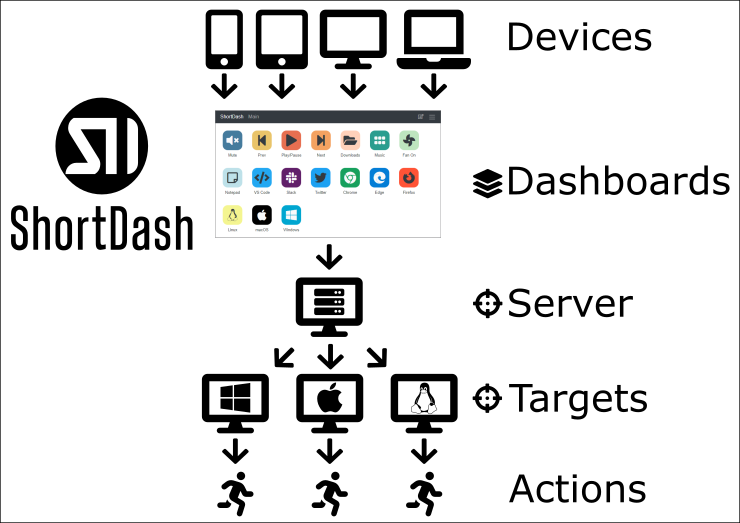 Devices
ShortDash Main
Mute Prev Play/Pause Next Downloads Music Fan On
Notepad VS Code Slack Twitter Chrome Edge Firefox
Linux macOS Windows
Dashboards
ShortDash
Server
Targets
Actions